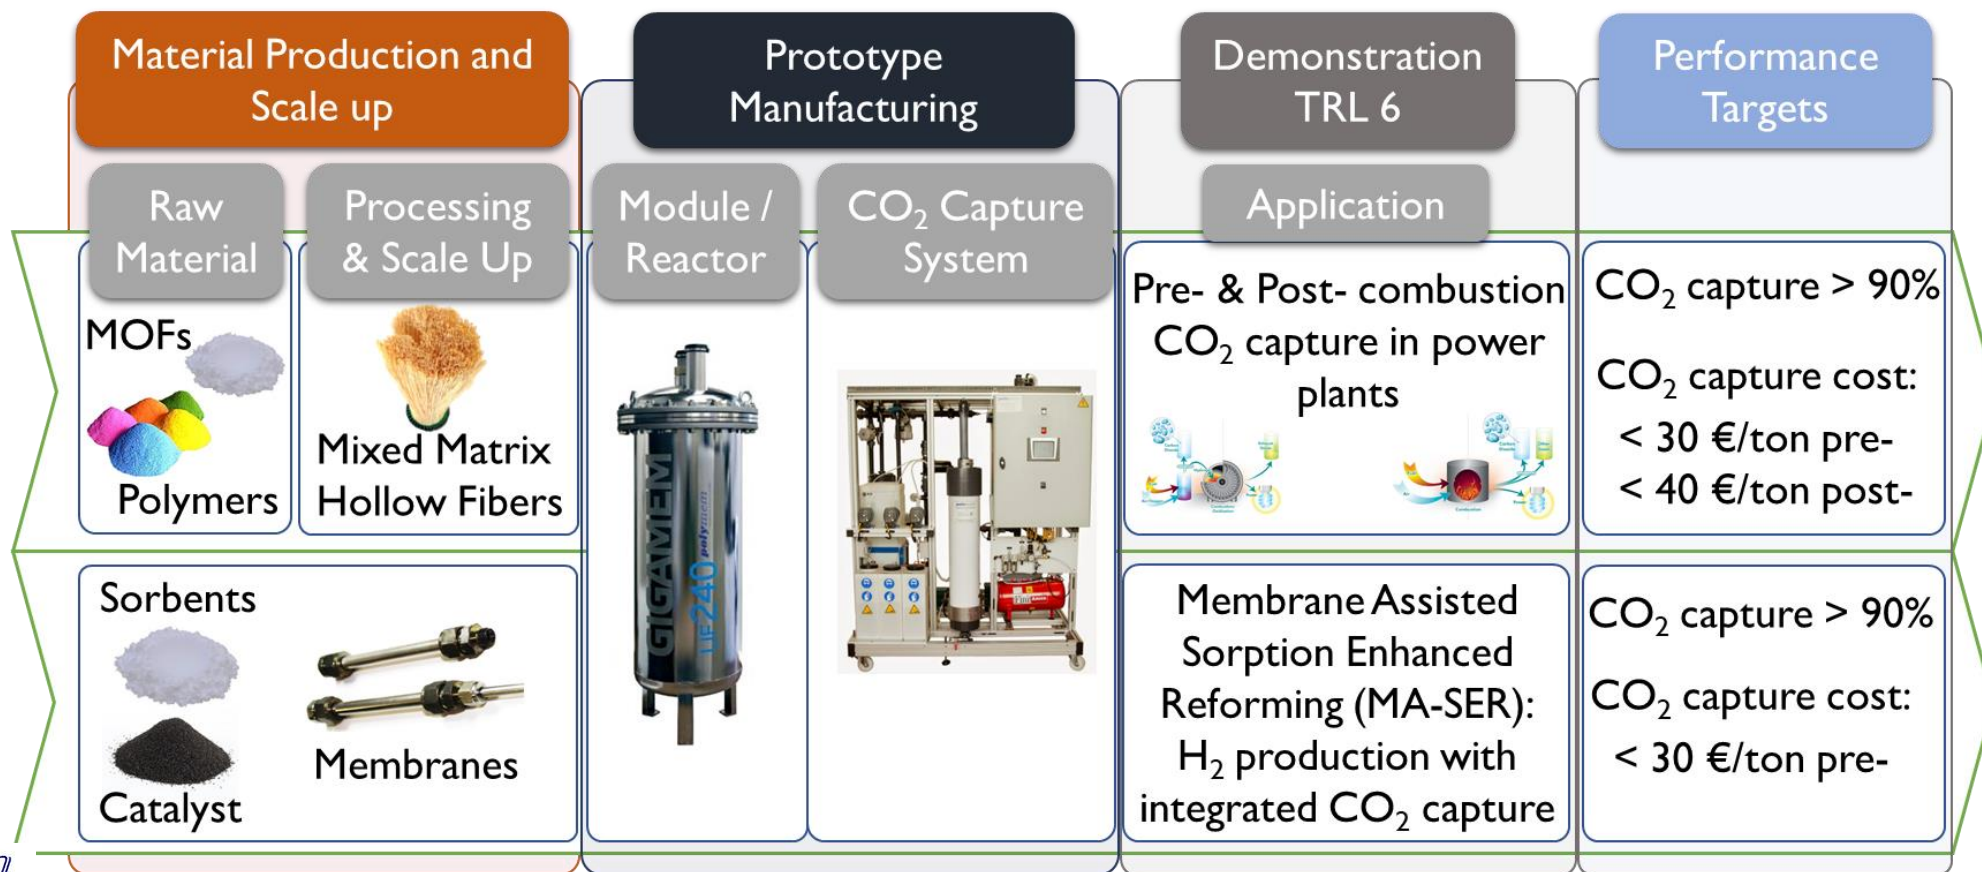 Material Production and
Scale up
Prototype
Manufacturing
Demonstration
TRL 6
Performance
Targets
Raw
Material
Processing
& Scale Up
Module /
Reactor
CO₂ Capture
System
Application
MOFs
Polymers
Mixed Matrix
Hollow Fibers
GIGAMEM
UF240 polymem
Pre- & Post- combustion
CO₂ capture in power
plants
CO₂ capture > 90%
CO₂ capture cost:
< 30 €/ton pre-
< 40 €/ton post-
Sorbents
Catalyst
Membranes
Membrane Assisted
Sorption Enhanced
Reforming (MA-SER):
H₂ production with
integrated CO₂ capture
CO₂ capture > 90%
CO₂ capture cost:
< 30 €/ton pre-